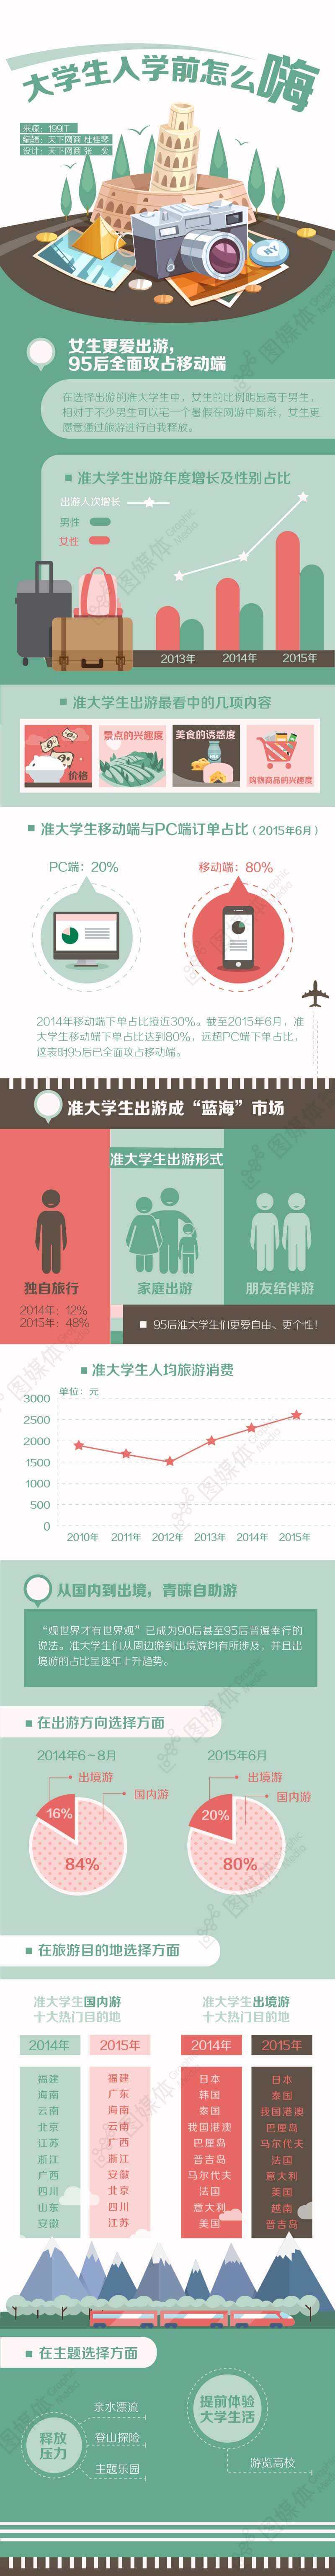 大学生入学前怎么嗨
来源：199IT
编辑：天下网商 杜桂琴
设计：天下网商 张 奕
NY
女生更爱出游，
95后全面攻占移动端
在选择出游的准大学生中，女生的比例明显高于男生，
相对于不少男生可以宅一个暑假在网游中厮杀，女生更
愿意通过旅游进行自我释放。
准大学生出游年度增长及性别占比
出游人次增长
男性
女性
2013年 2014年 2015年
准大学生出游最看中的几项内容
价格
景点的兴趣度
美食的诱惑度
购物商品的兴趣度
准大学生移动端与PC端订单占比（2015年6月）
PC端：20%
移动端：80%
2014年移动端下单占比接近30%。截至2015年6月，准
大学生移动端下单占比达到80%，远超PC端下单占比，
这表明95后已全面攻占移动端。
准大学生出游成“蓝海”市场
准大学生出游形式
独自旅行
家庭出游
朋友结伴游
2014年：12%
2015年：48%
95后准大学生们更爱自由、更个性！
准大学生人均旅游消费
单位：元
3000
2500
2000
1500
1000
500
0
2010年 2011年 2012年 2013年 2014年 2015年
从国内到出境，青睐自助游
“观世界才有世界观”已成为90后甚至95后普遍奉行的
说法。准大学生们从周边游到出境游均有所涉及，并且出
境游的占比呈逐年上升趋势。
在出游方向选择方面
2014年6~8月
出境游
国内游
16%
84%
2015年6月
出境游
国内游
20%
80%
在旅游目的地选择方面
准大学生国内游
十大热门目的地
2014年
福建
海南
云南
北京
江苏
浙江
广西
四川
山东
安徽
2015年
福建
广东
海南
云南
广西
浙江
安徽
北京
四川
江苏
准大学生出境游
十大热门目的地
2014年
日本
韩国
泰国
我国港澳
巴厘岛
普吉岛
马尔代夫
法国
意大利
美国
2015年
日本
泰国
我国港澳
巴厘岛
马尔代夫
法国
意大利
美国
越南
普吉岛
在主题选择方面
释放
压力
亲水漂流
登山探险
主题乐园
提前体验
大学生活
游览高校
图媒体
Graphic
Media